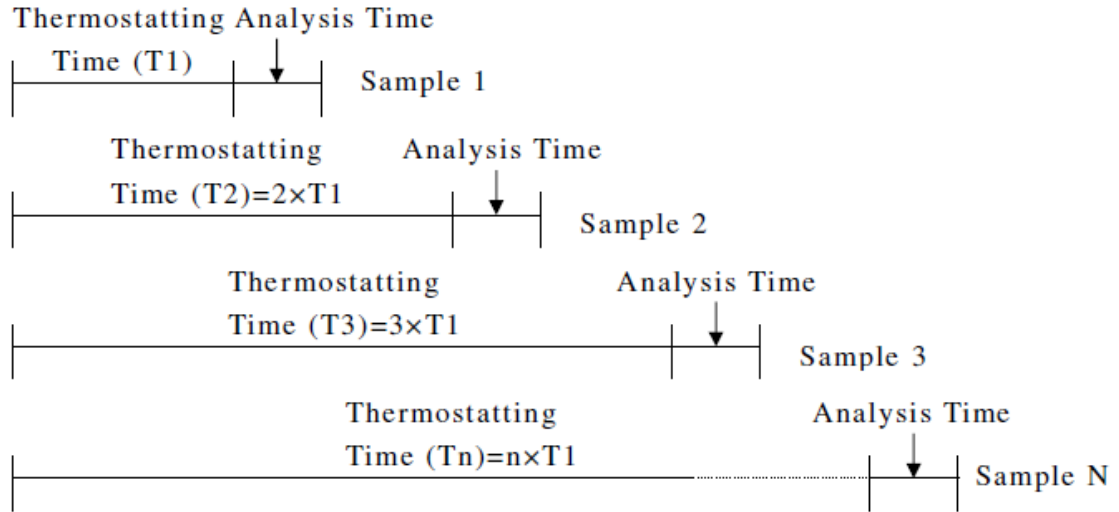 Thermostatting Analysis Time
Time (T1)
Sample 1
Thermostatting Analysis Time
Time (T2)=2×T1
Sample 2
Thermostatting Analysis Time
Time (T3)=3×T1
Sample 3
Thermostatting Analysis Time
Time (Tn)=n×T1
Sample N